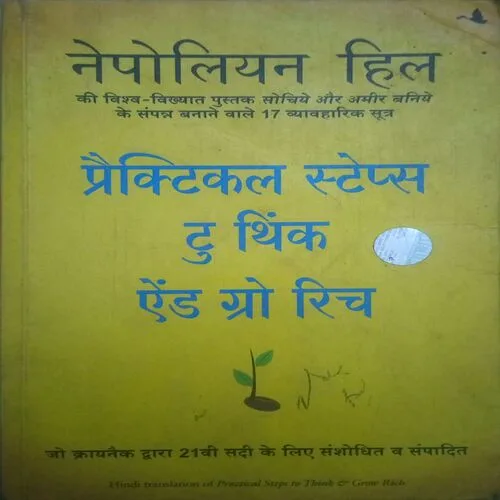 नेपोलियन हिल
की विश्व-विख्यात पुस्तक सोचिये और अमीर बनिये
के संपन्न बनाने वाले 17 व्यावहारिक सूत्र
प्रैक्टिकल स्टेप्स
टु थिंक
ऐंड ग्रो रिच
जो क्रायनैक द्वारा 21वी सदी के लिए संशोधित व संपादित
Hindi translation of Practical Steps to Think & Grow Rich